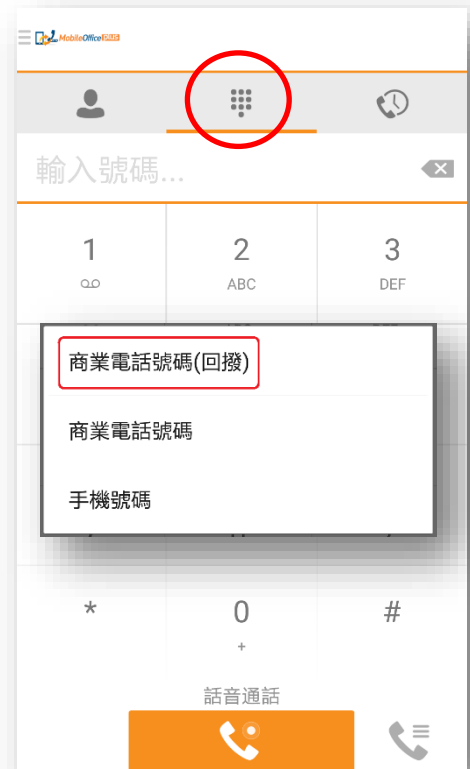 MobileOffice
輸入號碼...
1 2 3
ABC DEF
商業電話號碼(回撥)
商業電話號碼
手機號碼
* 0 #
+
話音通話